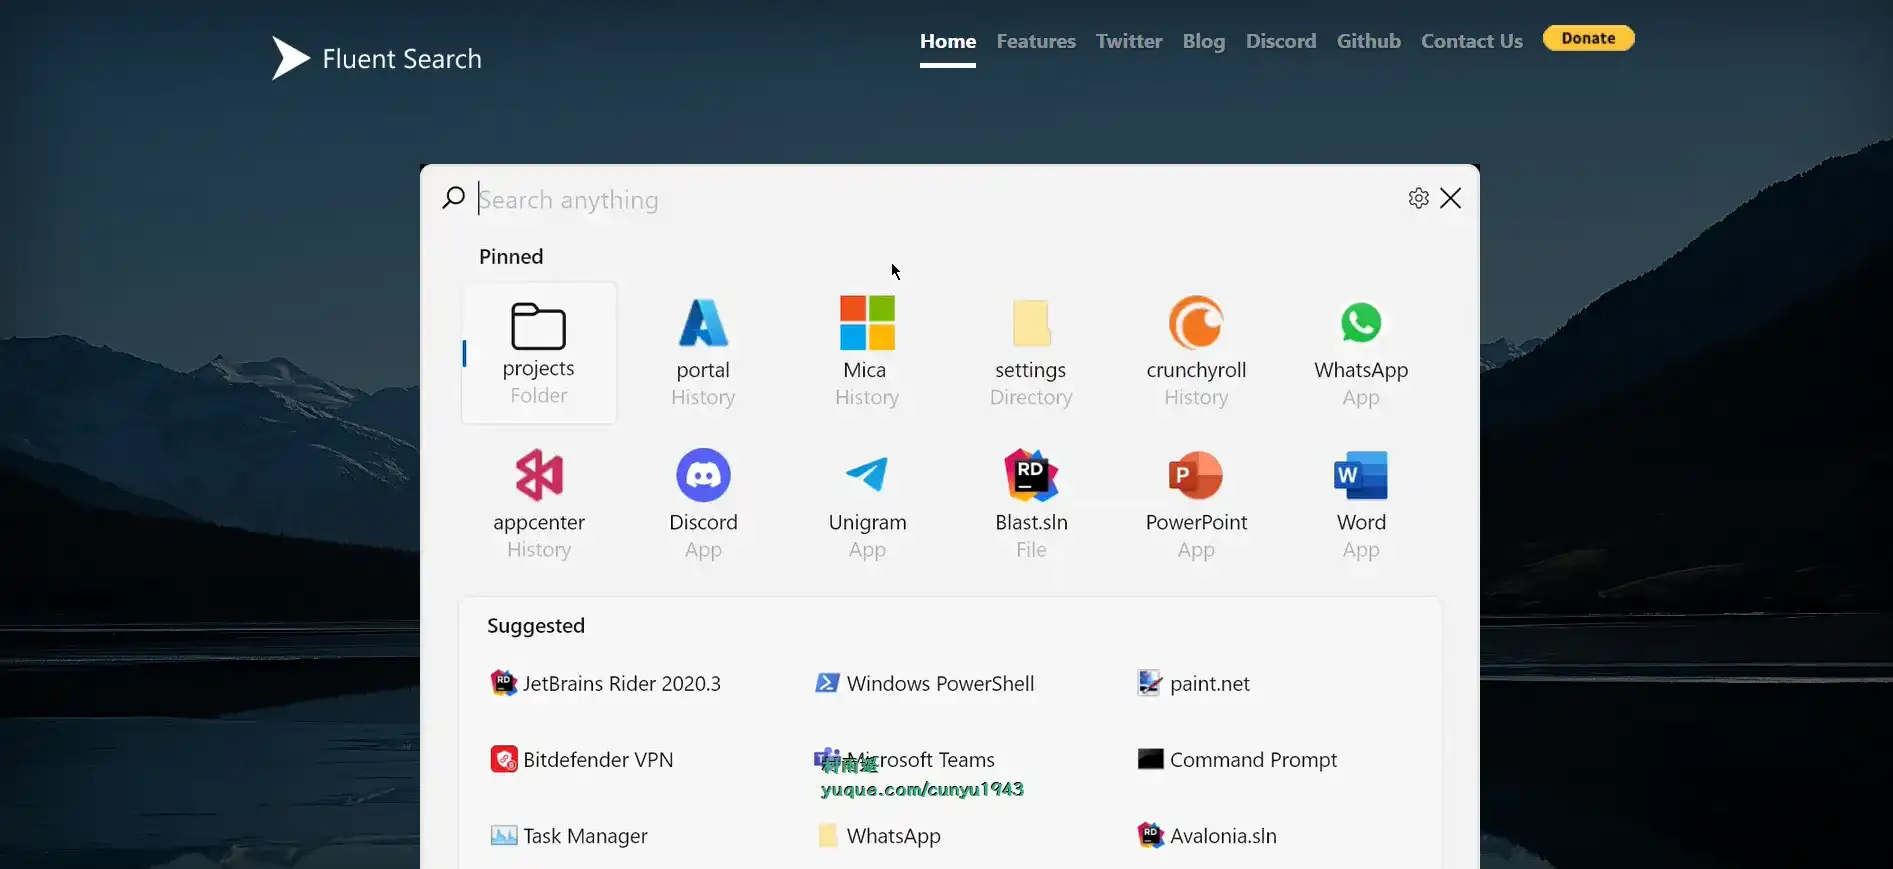 Fluent Search
Home Features Twitter Blog Discord Github Contact Us Donate
Search anything
Pinned
projects portal Mica settings crunchyroll WhatsApp
Folder History History Directory History App
appcenter Discord Unigram Blast.sln PowerPoint Word
History App App File App App
Suggested
JetBrains Rider 2020.3 Windows PowerShell paint.net
Bitdefender VPN Microsoft Teams Command Prompt
村雨遥
yuque.com/cunyu1943
Task Manager WhatsApp Avalonia.sln